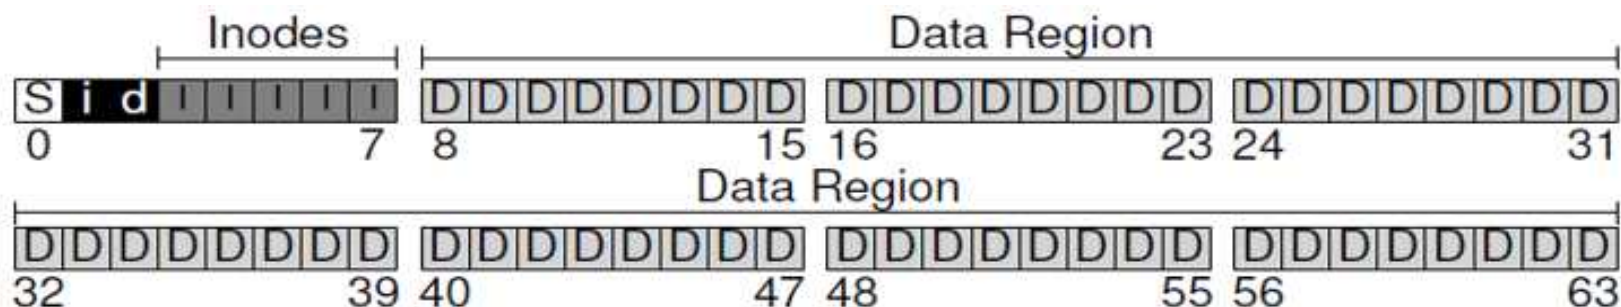 Inodes Data Region
S i d I I I I I D D D D D D D D D D D D D D D D D D D D D D D D
0 7 8 15 16 23 24 31
Data Region
D D D D D D D D D D D D D D D D D D D D D D D D D D D D D D D D
32 39 40 47 48 55 56 63